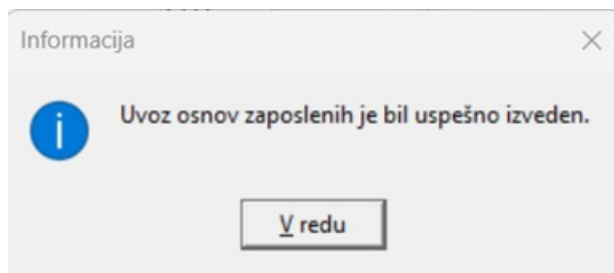 Informacija
Uvoz osnov zaposlenih je bil uspešno izveden.
V redu